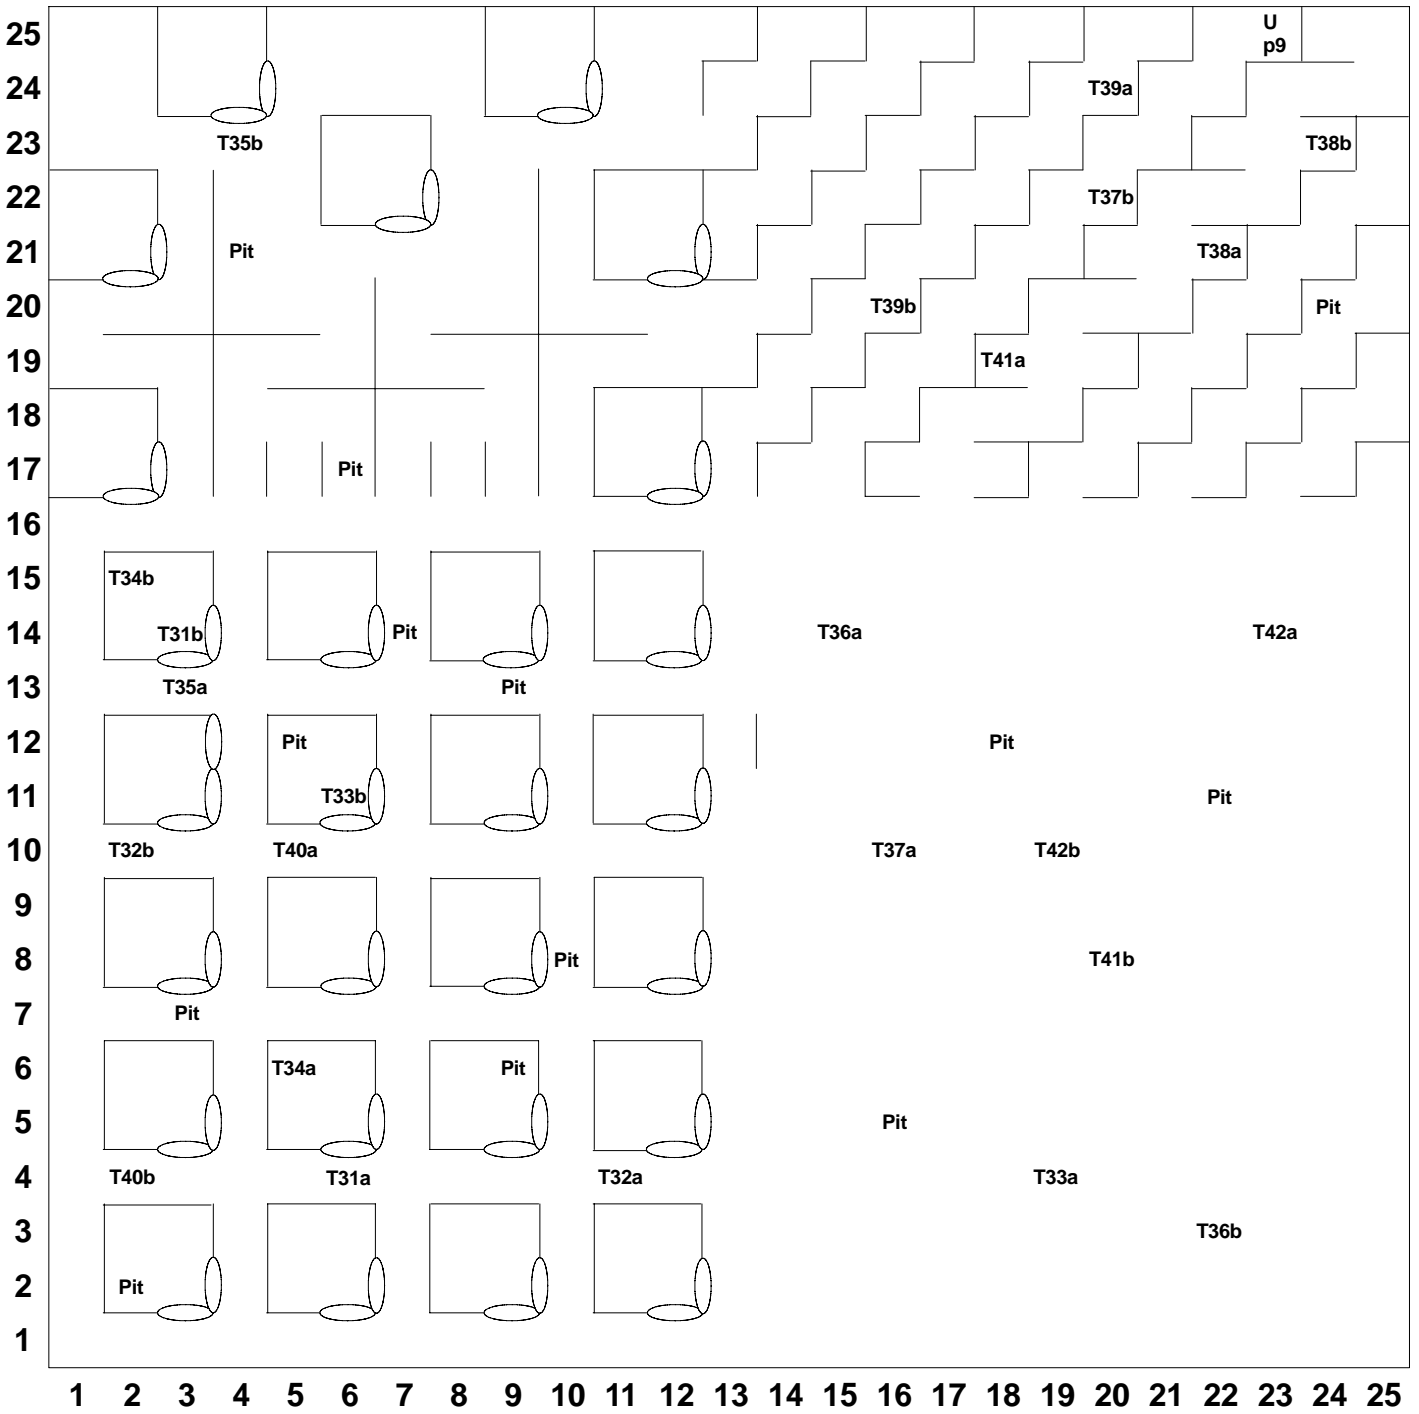 25 U
p9
24 T39a
23 T35b T38b
22 T37b
21 Pit T38a
20 T39b Pit
19 T41a
18
17 Pit
16
15 T34b
14 T31b Pit T36a T42a
13 T35a Pit
12 Pit Pit
11 T33b Pit
10 T32b T40a T37a T42b
9
8 Pit T41b
7 Pit
6 T34a Pit
5 Pit
4 T40b T31a T32a T33a
3 T36b
2 Pit
1
1 2 3 4 5 6 7 8 9 10 11 12 13 14 15 16 17 18 19 20 21 22 23 24 25